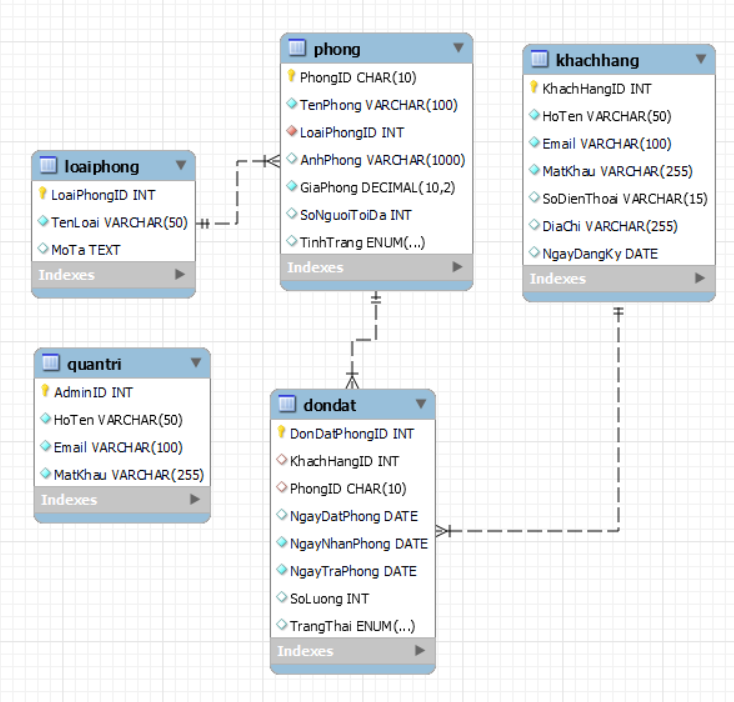 phong
PhongID CHAR(10)
TenPhong VARCHAR(100)
LoaiPhongID INT
AnhPhong VARCHAR(1000)
GiaPhong DECIMAL(10,2)
SoNguoiToiDa INT
TinhTrang ENUM(...)
Indexes
khachhang
KhachHangID INT
HoTen VARCHAR(50)
Email VARCHAR(100)
MatKhau VARCHAR(255)
SoDienThoai VARCHAR(15)
DiaChi VARCHAR(255)
NgayDangKy DATE
Indexes
loaiphong
LoaiPhongID INT
TenLoai VARCHAR(50)
MoTa TEXT
Indexes
quantri
AdminID INT
HoTen VARCHAR(50)
Email VARCHAR(100)
MatKhau VARCHAR(255)
Indexes
dondat
DonDatPhongID INT
KhachHangID INT
PhongID CHAR(10)
NgayDatPhong DATE
NgayNhanPhong DATE
NgayTraPhong DATE
SoLuong INT
TrangThai ENUM(...)
Indexes